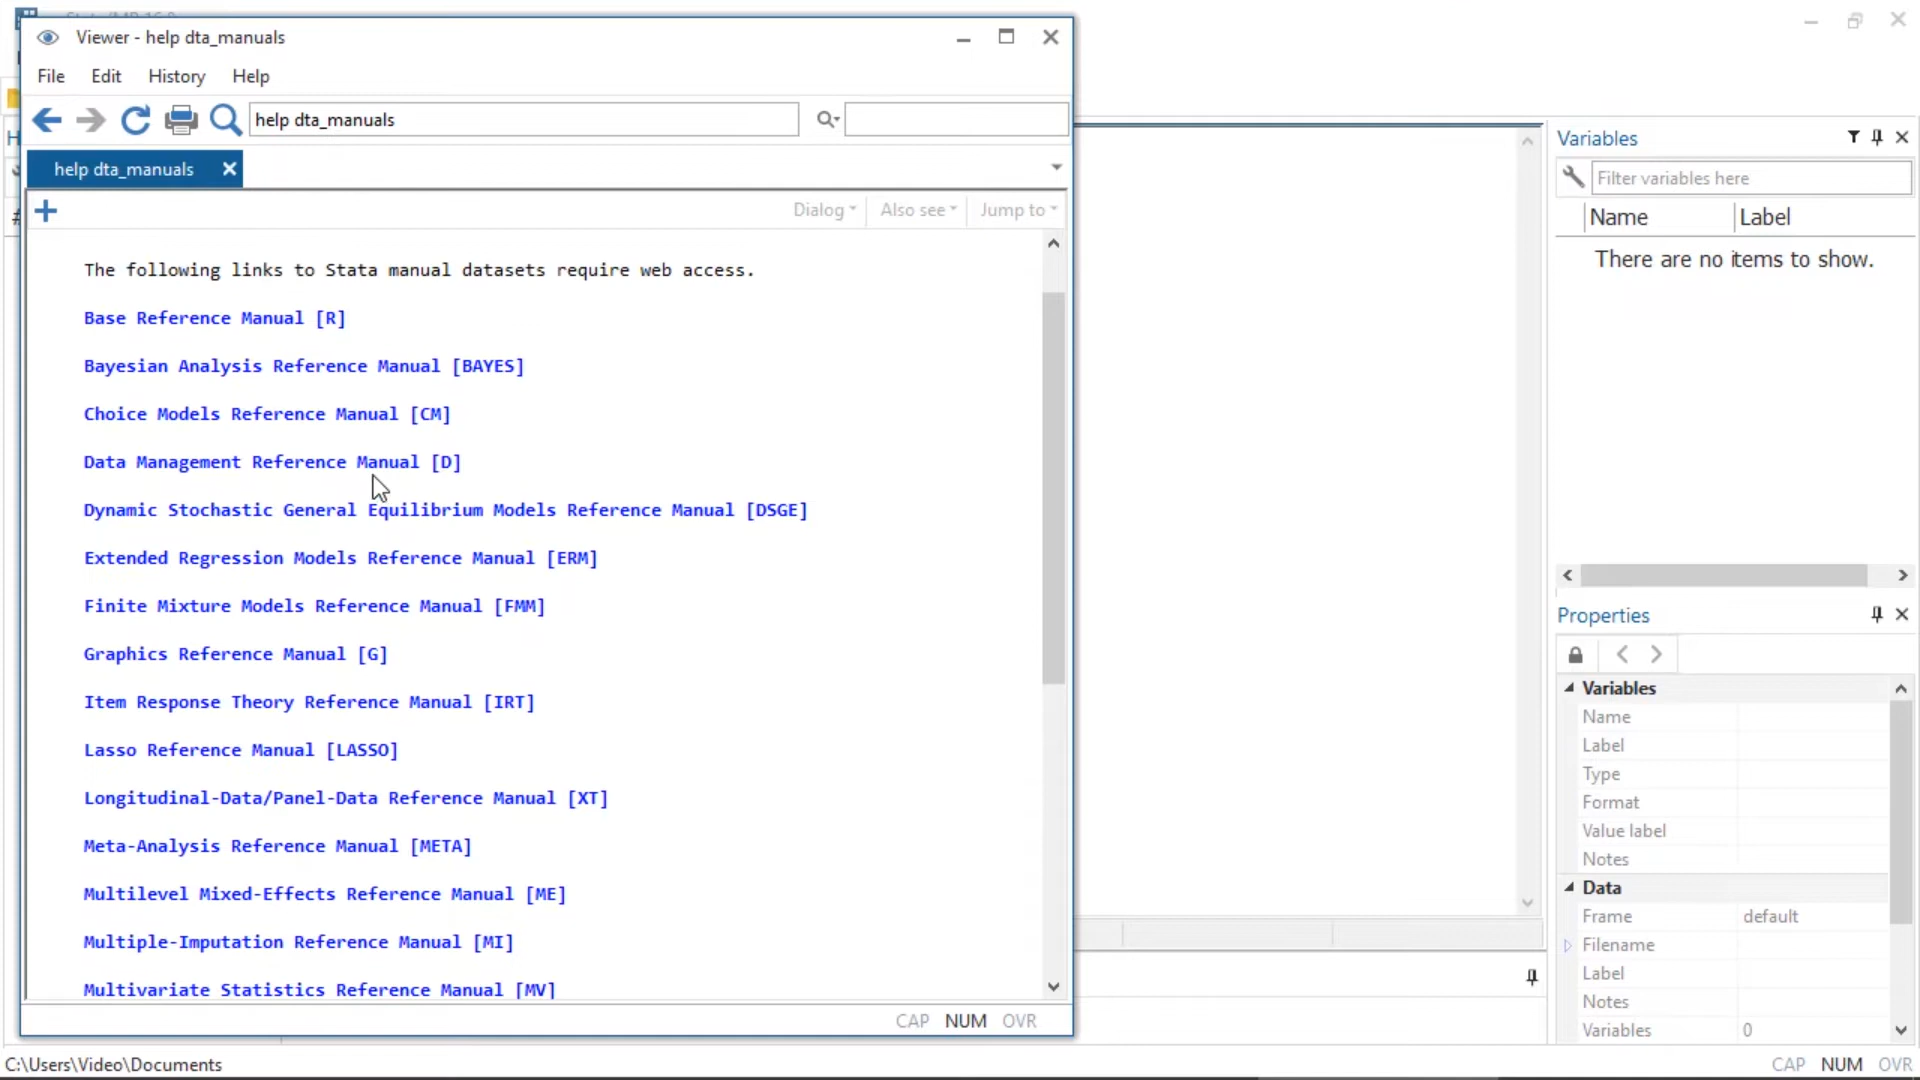 Viewer - help dta_manuals
File Edit History Help
help dta_manuals
help dta_manuals
Dialog Also see Jump to
The following links to Stata manual datasets require web access.
Base Reference Manual [R]
Bayesian Analysis Reference Manual [BAYES]
Choice Models Reference Manual [CM]
Data Management Reference Manual [D]
Dynamic Stochastic General Equilibrium Models Reference Manual [DSGE]
Extended Regression Models Reference Manual [ERM]
Finite Mixture Models Reference Manual [FMM]
Graphics Reference Manual [G]
Item Response Theory Reference Manual [IRT]
Lasso Reference Manual [LASSO]
Longitudinal-Data/Panel-Data Reference Manual [XT]
Meta-Analysis Reference Manual [META]
Multilevel Mixed-Effects Reference Manual [ME]
Multiple-Imputation Reference Manual [MI]
Multivariate Statistics Reference Manual [MV]
CAP NUM OVR
Variables
Filter variables here
Name Label
There are no items to show.
Properties
Variables
Name
Label
Type
Format
Value label
Notes
Data
Frame default
Filename
Label
Notes
Variables 0
C:\Users\Video\Documents
CAP NUM OVR